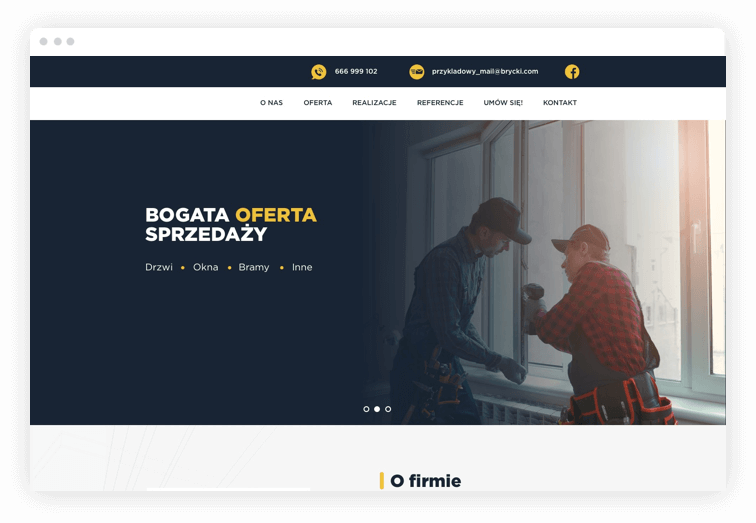 666 999 102 przykladowy_mail@brycki.com
O NAS OFERTA REALIZACJE REFERENCJE UMÓW SIĘ! KONTAKT
BOGATA OFERTA
SPRZEDAŻY
Drzwi • Okna • Bramy • Inne
O firmie